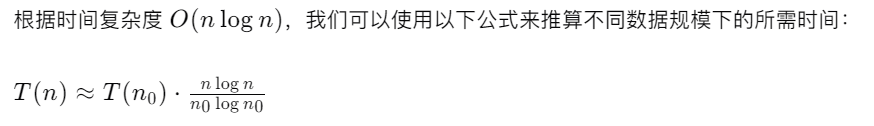 根据时间复杂度 O(n log n)，我们可以使用以下公式来推算不同数据规模下的所需时间：
T(n) ≈ T(n₀) · \frac{n log n}{n₀ log n₀}